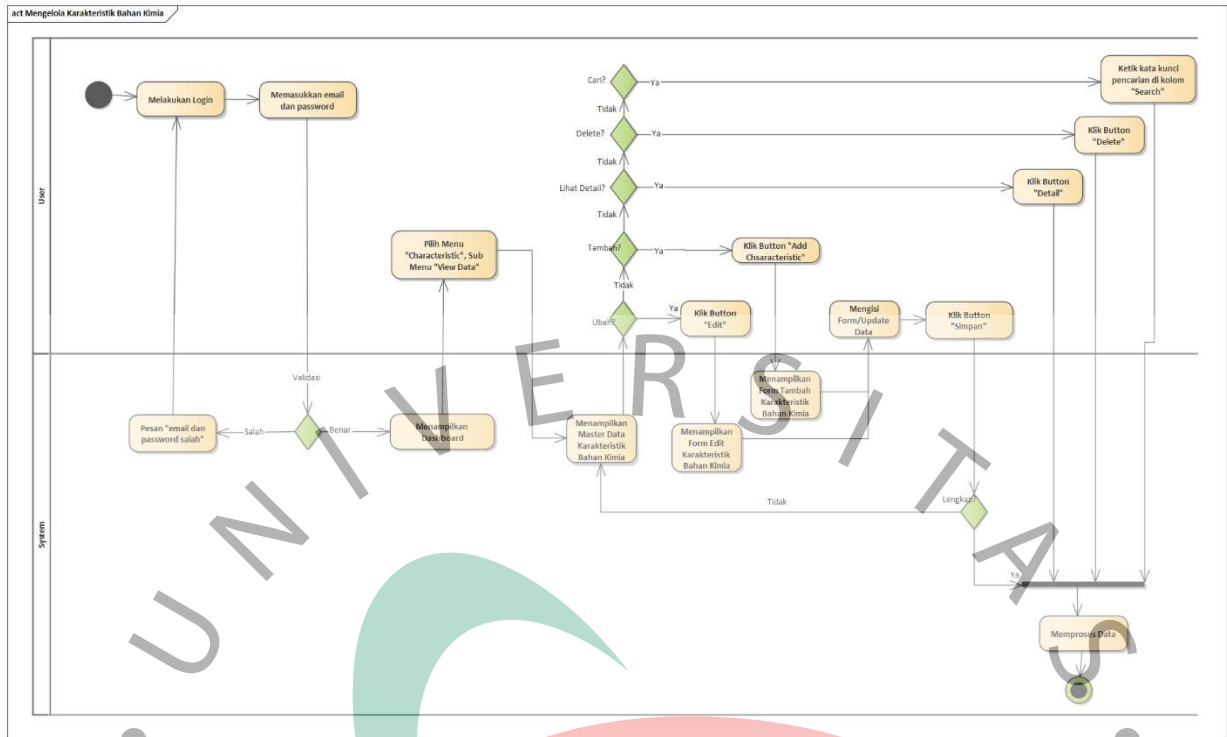 act Mengelola Karakteristik Bahan Kimia
User
Melakukan Login
Memasukkan email
dan password
Cari?
Ya
Ketik kata kunci
pencarian di kolom
"Search"
Tidak
Delete?
Ya
Klik Button
"Delete"
Tidak
Lihat Detail?
Ya
Klik Button
"Detail"
Tidak
Pilih Menu
"Characteristic", Sub
Menu "View Data"
Tambah?
Ya
Klik Button "Add
Chsaracteristic"
Tidak
Ubah?
Ya
Klik Button
"Edit"
Mengisi
Form/Update
Data
Klik Button
"Simpan"
System
Validasi
Pesan "email dan
password salah"
Salah
Benar
Menampilkan
Dashboard
Menampilkan
Master Data
Karakteristik
Bahan Kimia
Menampilkan
Form Edit
Karakteristik
Bahan Kimia
Menampilkan
Form Tambah
Karakteristik
Bahan Kimia
Tidak
Lengkap?
Ya
Memproses Data
UNIVERSITAS